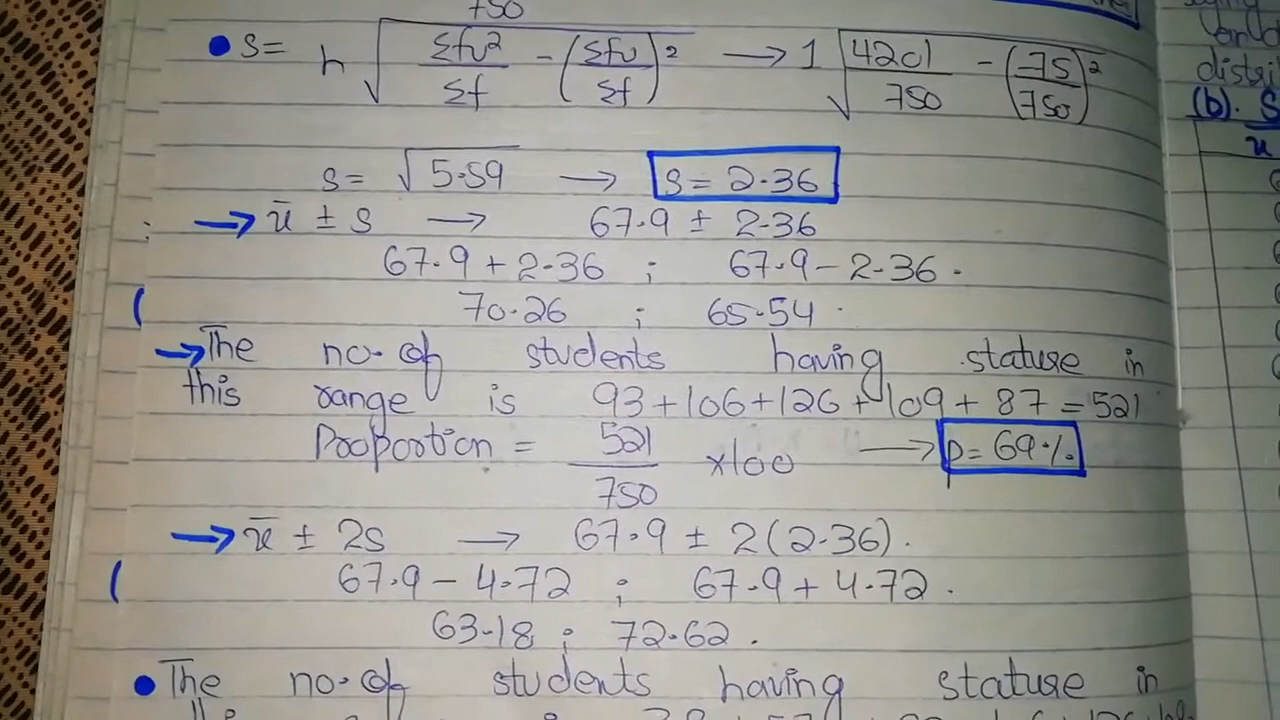 750
• s = h √ Σfu²/Σf - (Σfu/Σf)² → 1 √ 4201/750 - (-75/750)²
s = √5.59 → s = 2.36
→ x̄ ± s → 67.9 ± 2.36
67.9 + 2.36 ; 67.9 - 2.36 .
70.26 ; 65.54 .
→ The no. of students having stature in
this range is 93 + 106 + 126 + 109 + 87 = 521
Proportion = 521/750 × 100 → p = 69%
→ x̄ ± 2s → 67.9 ± 2(2.36).
67.9 - 4.72 ; 67.9 + 4.72 .
63.18 ; 72.62 .
• The no. of students having stature in
(b). S